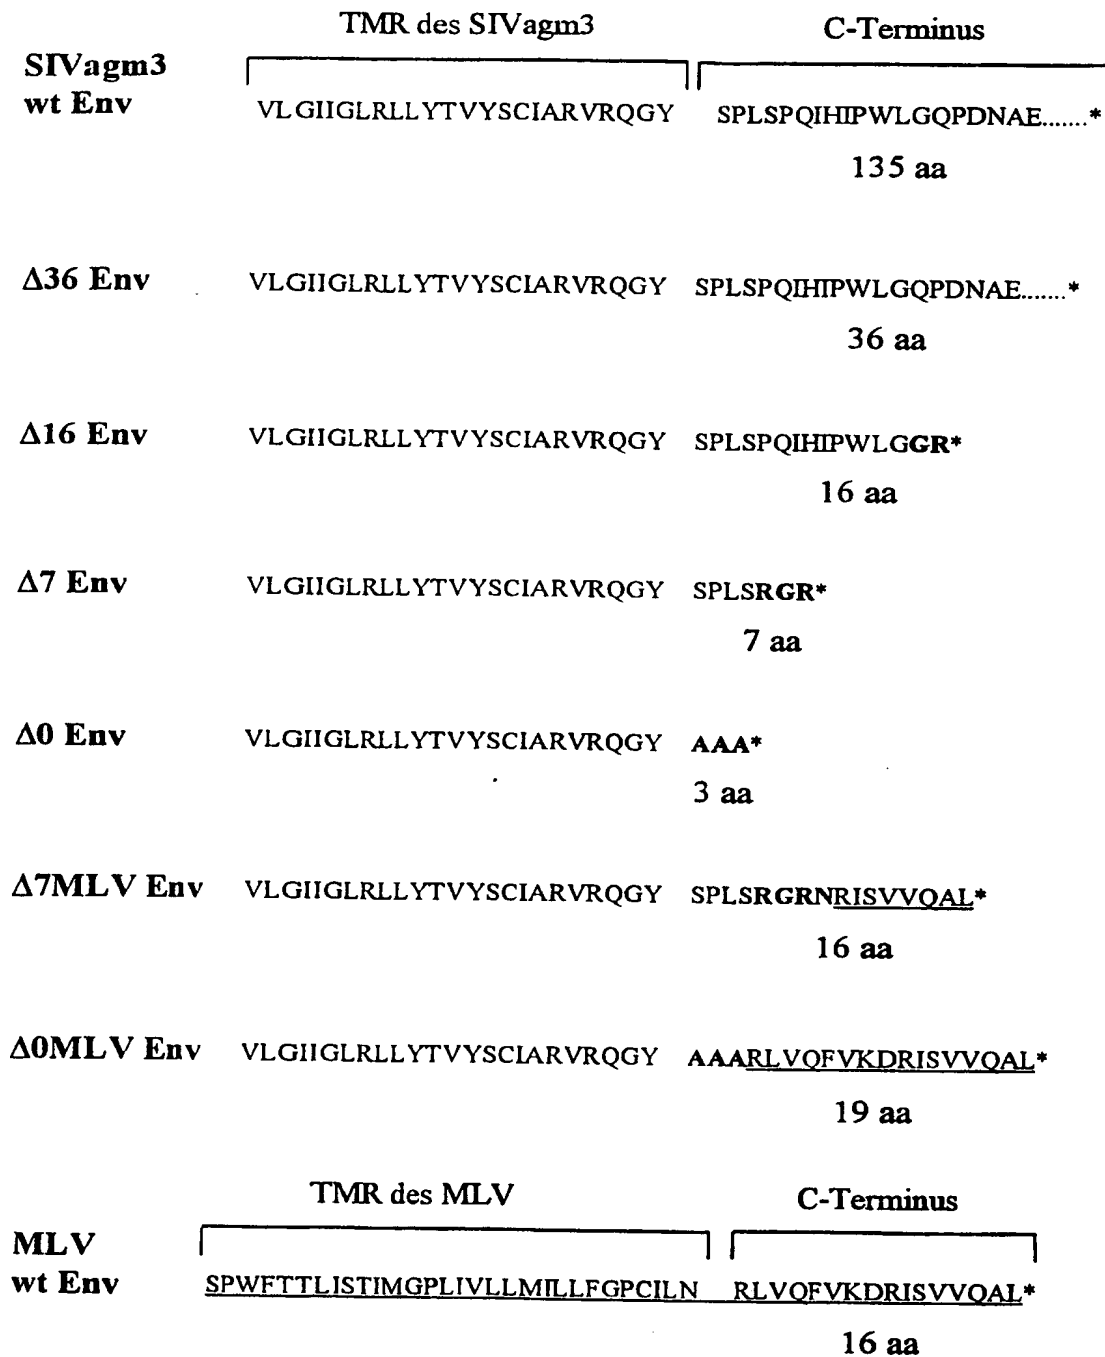 TMR des SIVagm3 C-Terminus
SIVagm3
wt Env VLGIIGLRLLYTVYSCIARVRQGY SPLSPQIHIPWLGQPDNAE.......*
135 aa
Δ36 Env VLGIIGLRLLYTVYSCIARVRQGY SPLSPQIHIPWLGQPDNAE.......*
36 aa
Δ16 Env VLGIIGLRLLYTVYSCIARVRQGY SPLSPQIHIPWLGGR*
16 aa
Δ7 Env VLGIIGLRLLYTVYSCIARVRQGY SPLSRGR*
7 aa
Δ0 Env VLGIIGLRLLYTVYSCIARVRQGY AAA*
3 aa
Δ7MLV Env VLGIIGLRLLYTVYSCIARVRQGY SPLSRGRNRISVVQAL*
16 aa
Δ0MLV Env VLGIIGLRLLYTVYSCIARVRQGY AAARLVQFVKDRISVVQAL*
19 aa
TMR des MLV C-Terminus
MLV
wt Env SPWFTTLISTIMGPLIVLLMILLFGPCILN RLVQFVKDRISVVQAL*
16 aa